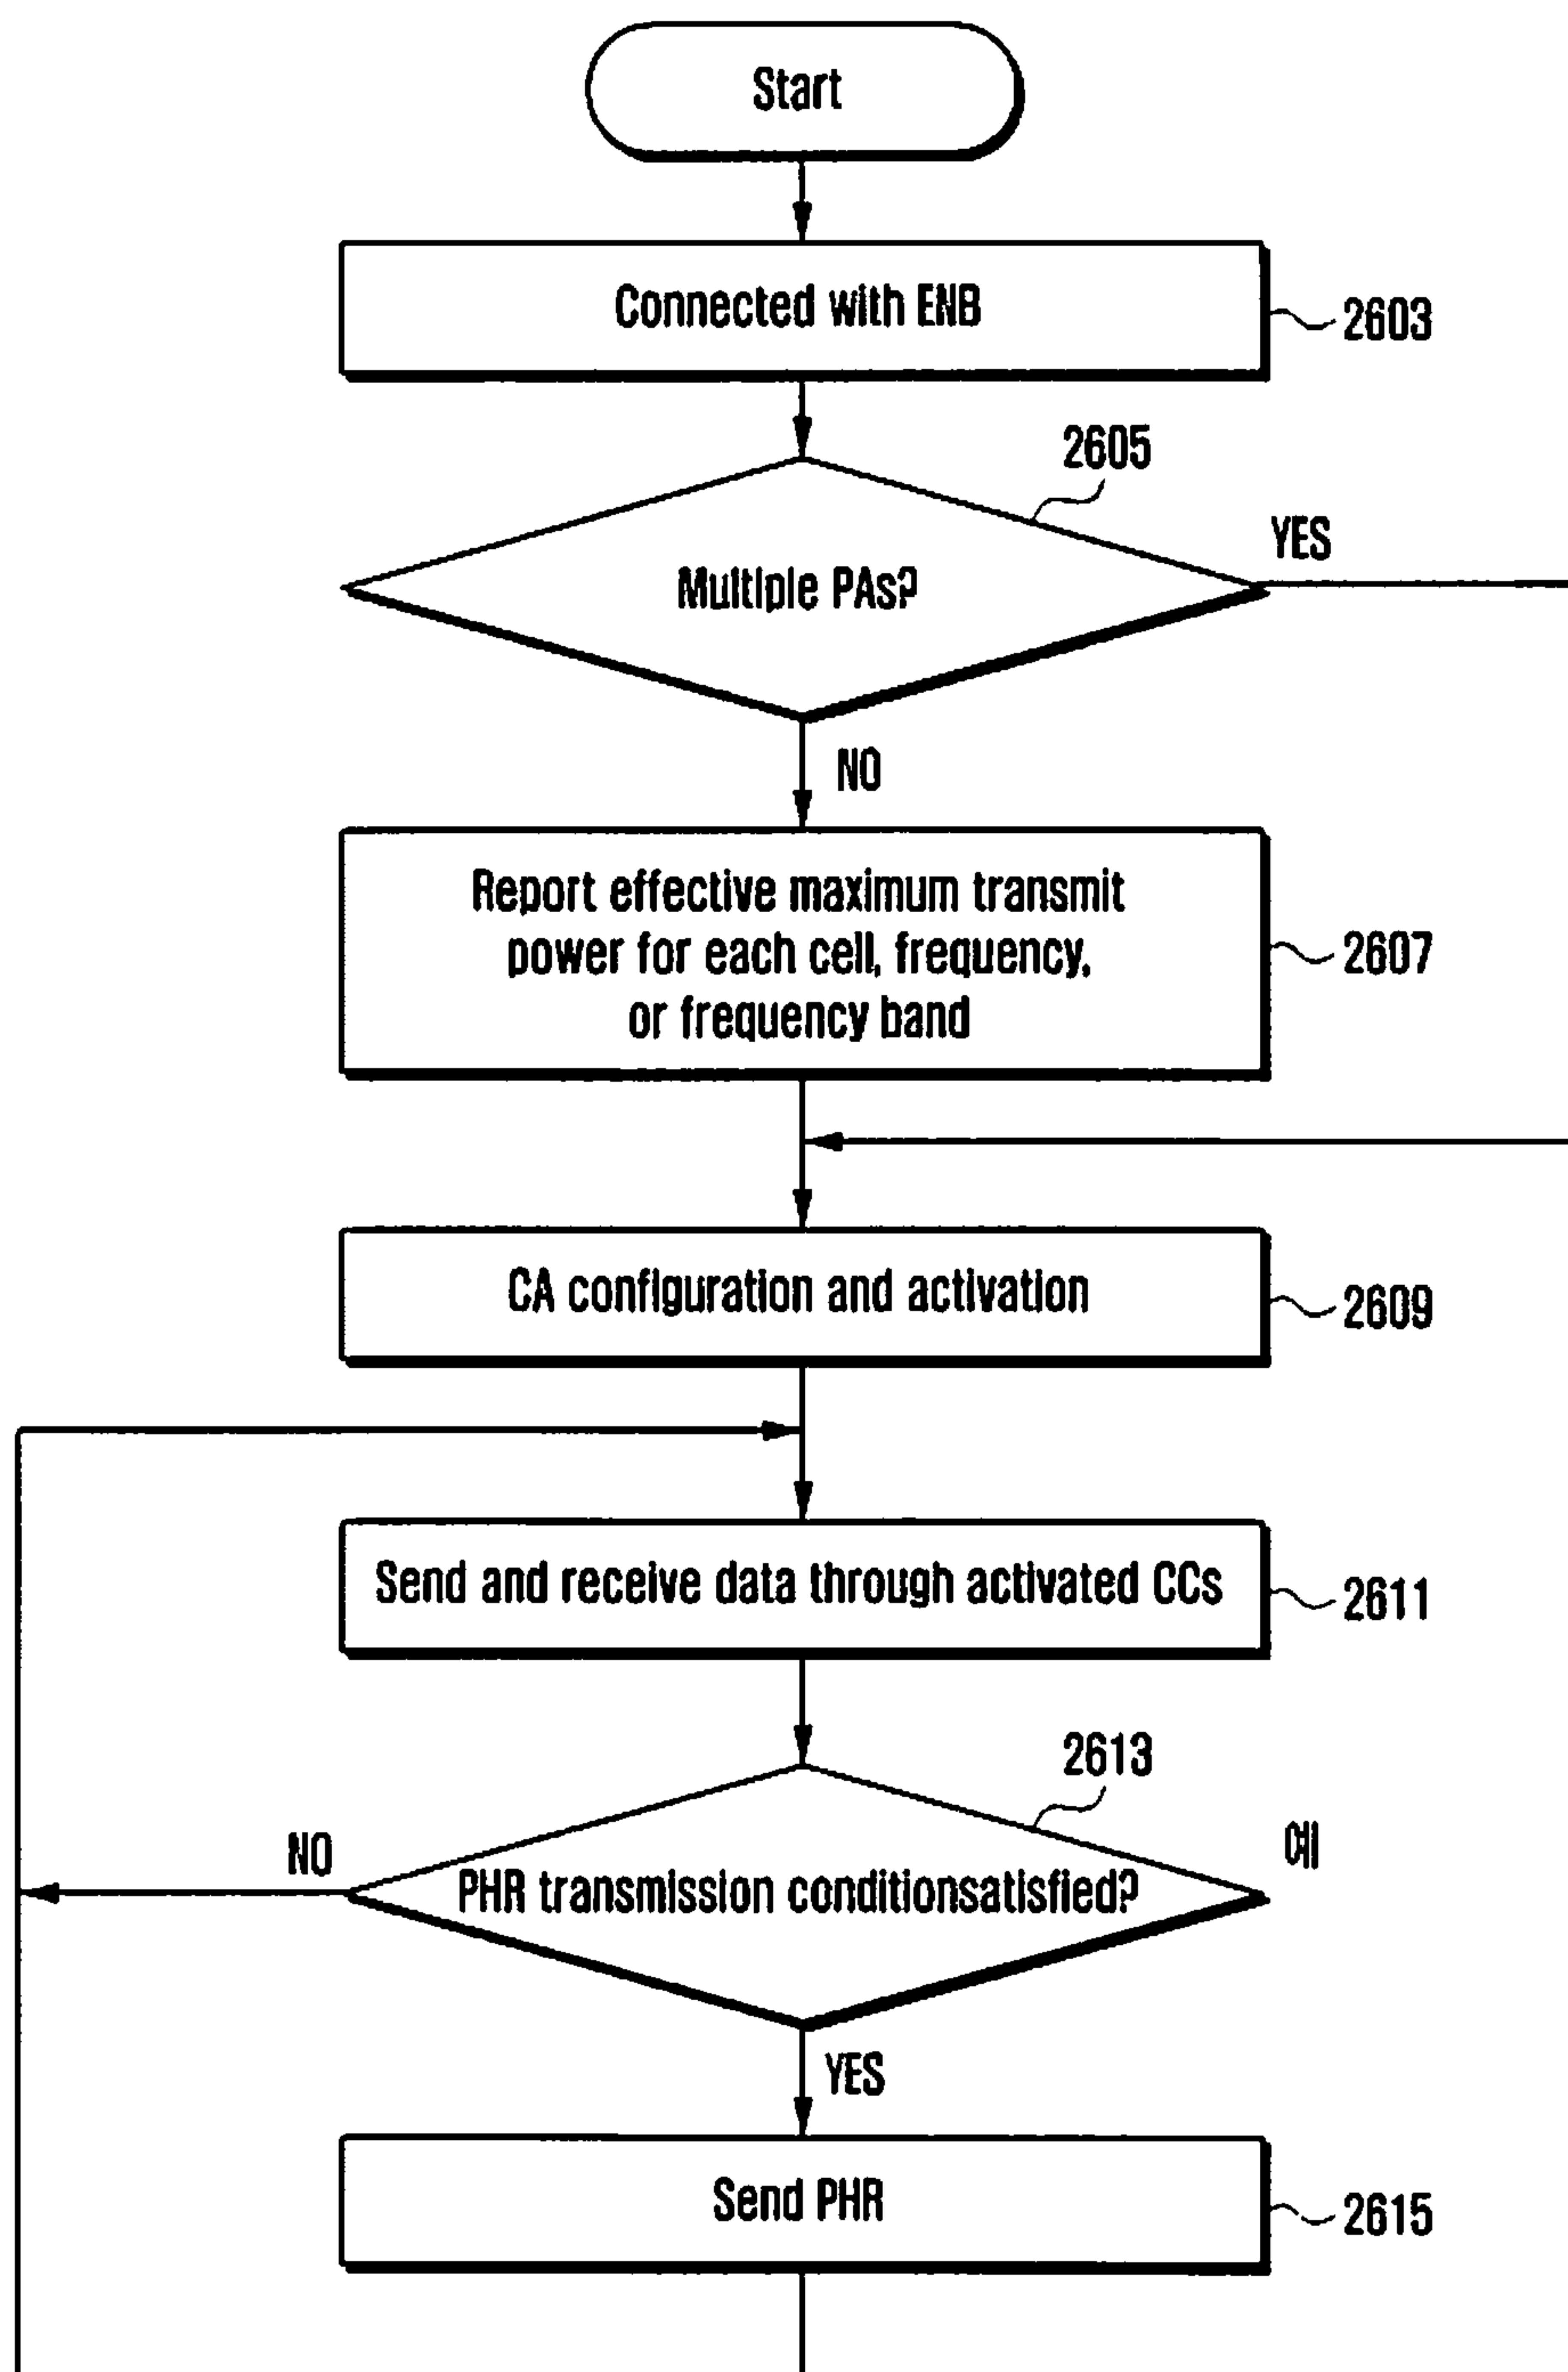 Start
Connected with ENB
2603
2605
YES
Multiple PAs?
NO
Report effective maximum transmit
power for each cell, frequency,
or frequency band
2607
CA configuration and activation
2609
Send and receive data through activated CCs
2611
2613
NO
PHR transmission conditionsatisfied?
YES
Send PHR
2615